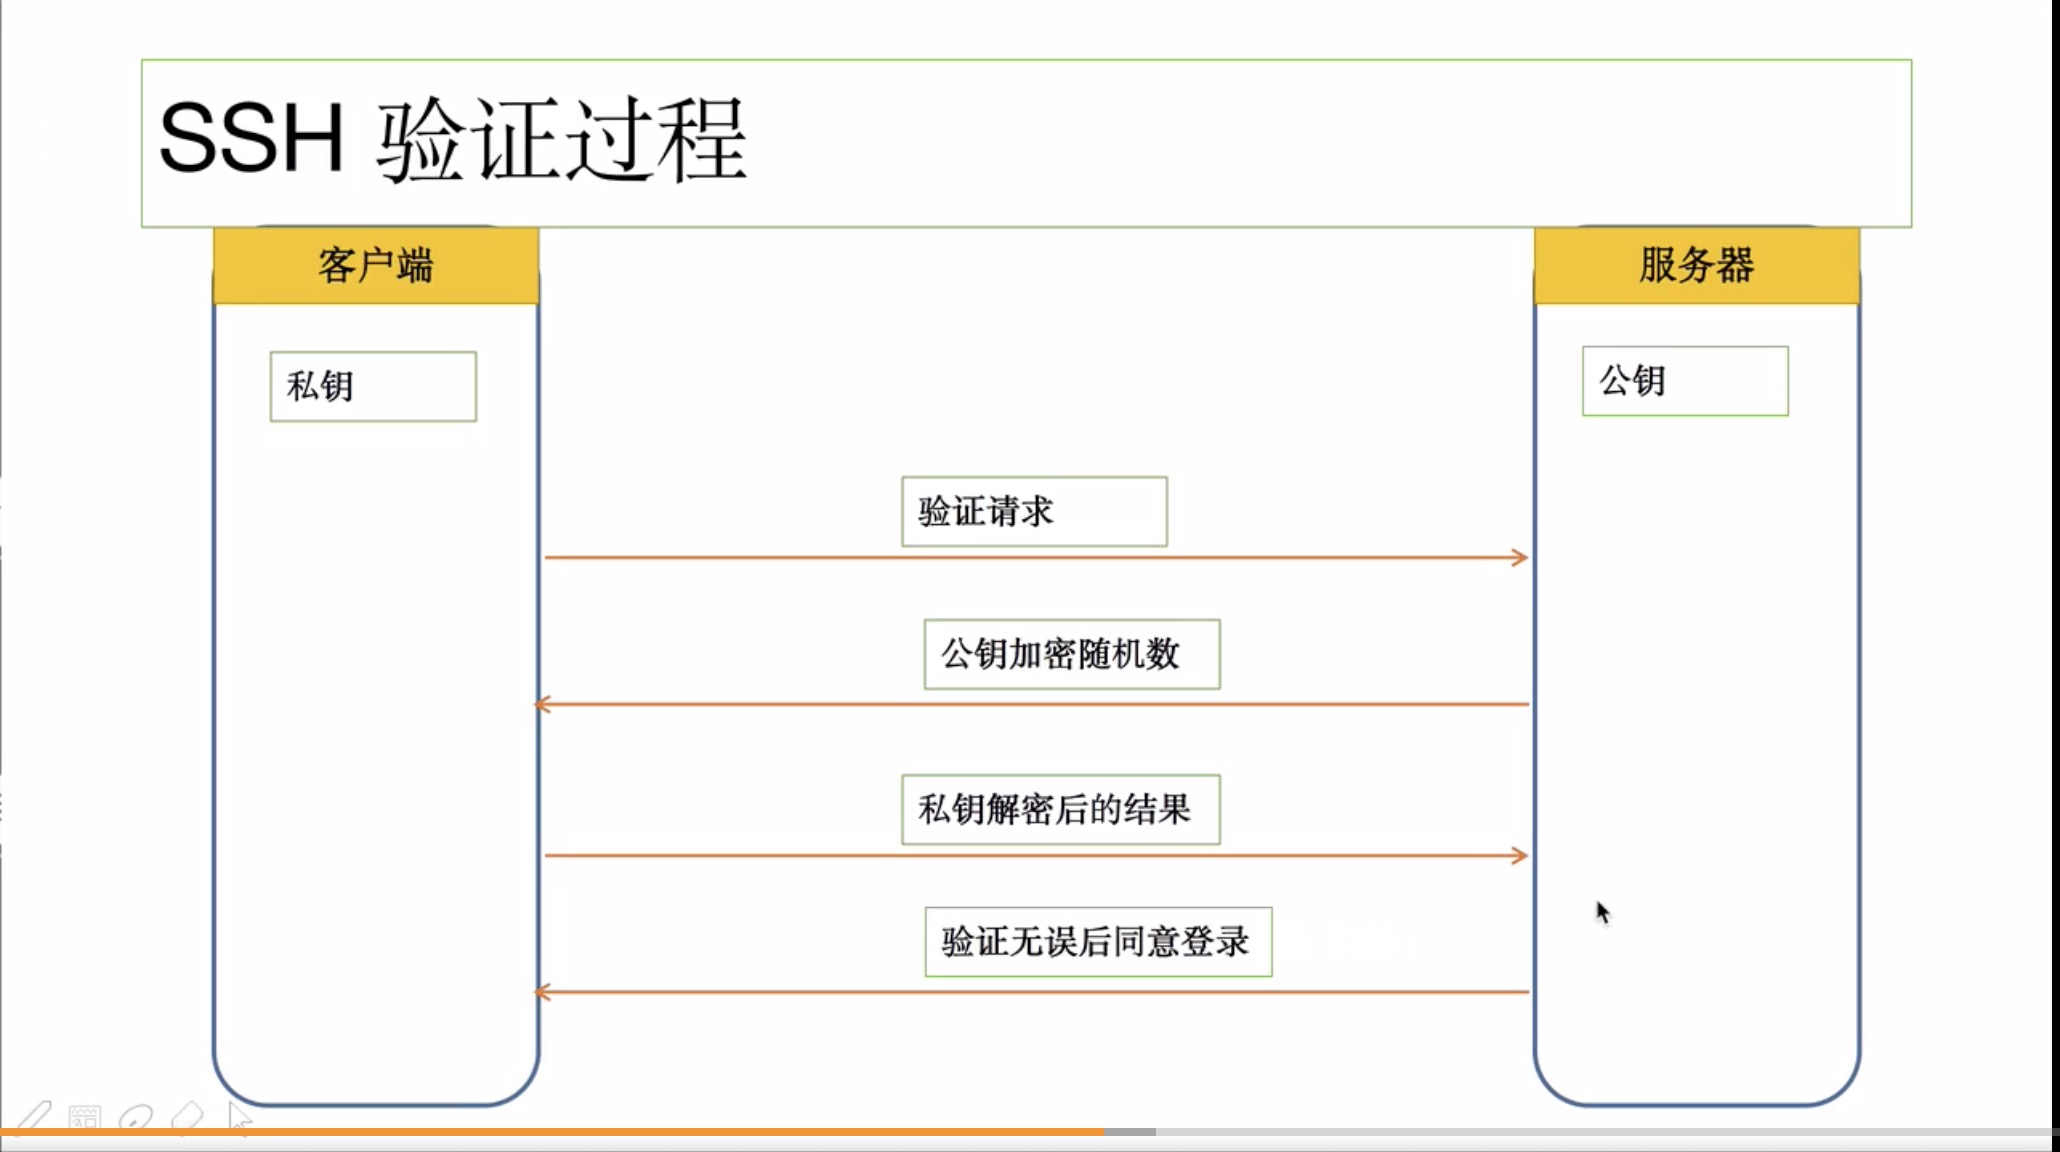 SSH 验证过程
客户端
服务器
私钥
公钥
验证请求
公钥加密随机数
私钥解密后的结果
验证无误后同意登录